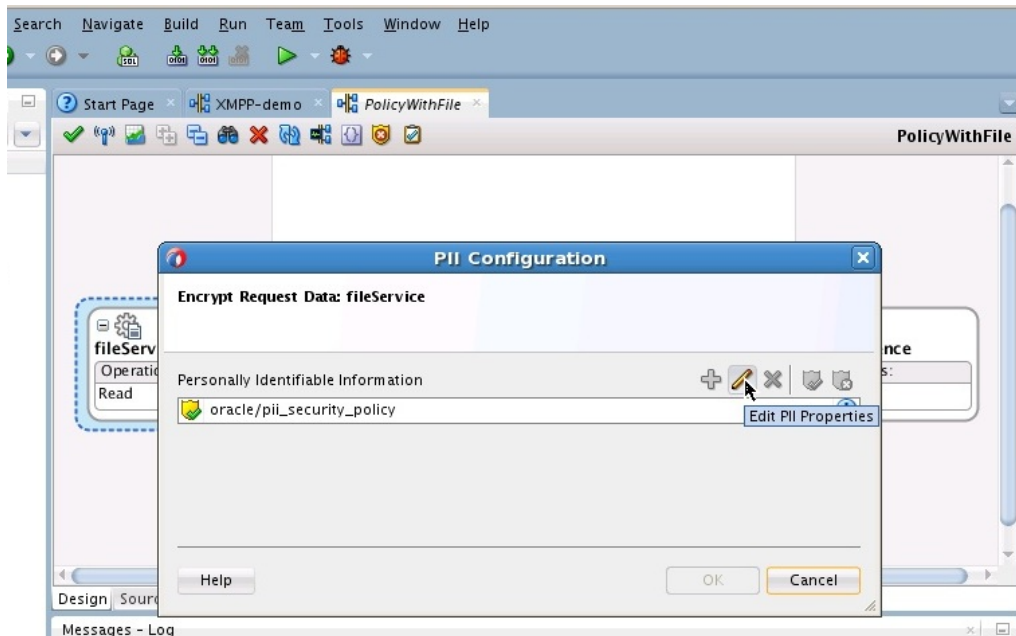 Search Navigate Build Run Team Tools Window Help
SQL
Start Page XMPP-demo PolicyWithFile
PolicyWithFile
PII Configuration
Encrypt Request Data: fileService
fileServ
nce
Operatio
s:
Read
Personally Identifiable Information
oracle/pii_security_policy
Edit PII Properties
Help OK Cancel
Design Sourc
Messages - Log